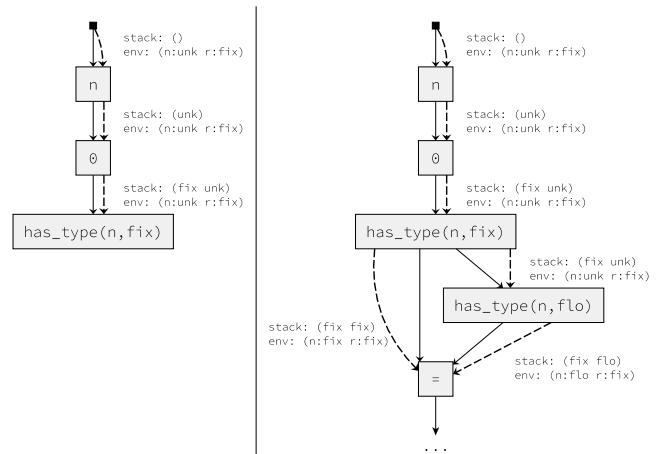 stack: ()
env: (n:unk r:fix)
n
stack: (unk)
env: (n:unk r:fix)
0
stack: (fix unk)
env: (n:unk r:fix)
has_type(n,fix)
stack: ()
env: (n:unk r:fix)
n
stack: (unk)
env: (n:unk r:fix)
0
stack: (fix unk)
env: (n:unk r:fix)
has_type(n,fix)
stack: (fix unk)
env: (n:unk r:fix)
has_type(n,flo)
stack: (fix fix)
env: (n:fix r:fix)
stack: (fix flo)
env: (n:flo r:fix)
=
...